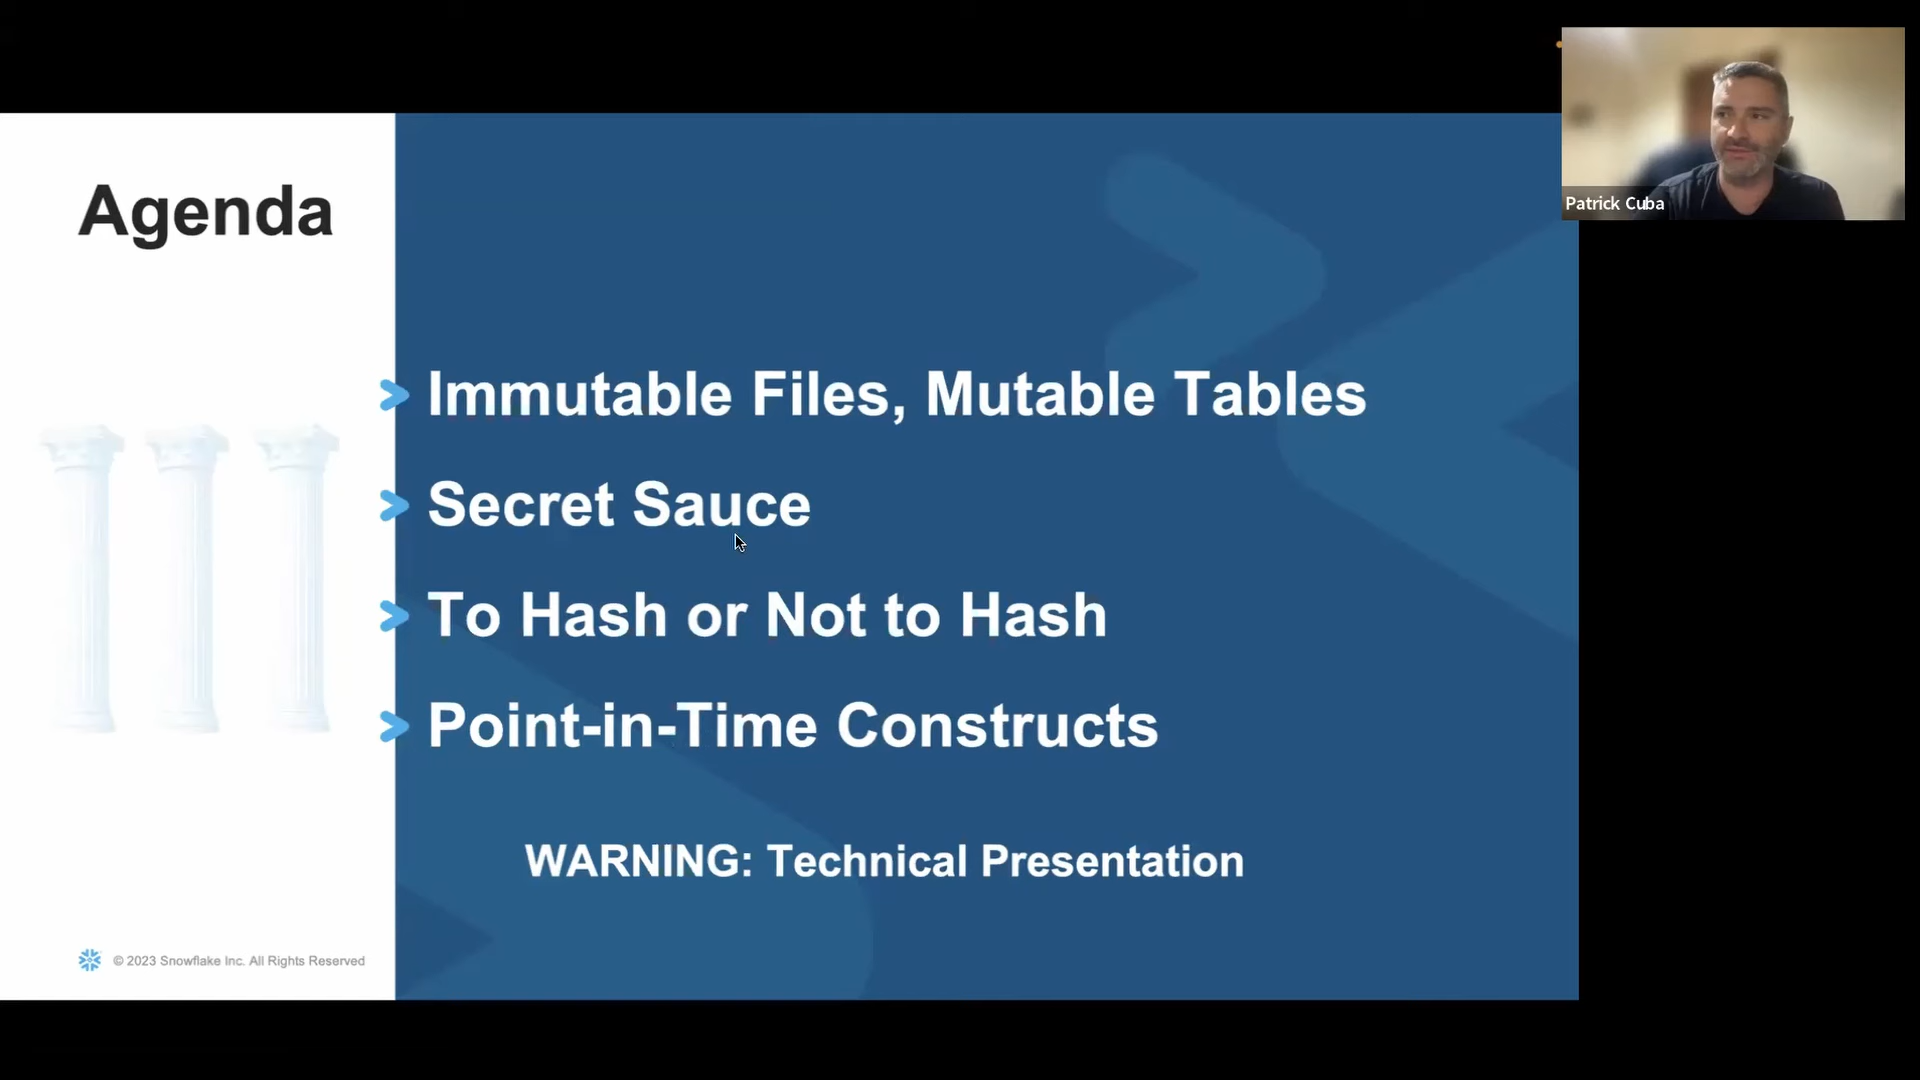 Agenda
Immutable Files, Mutable Tables
Secret Sauce
To Hash or Not to Hash
Point-in-Time Constructs
WARNING: Technical Presentation
© 2023 Snowflake Inc. All Rights Reserved
Patrick Cuba